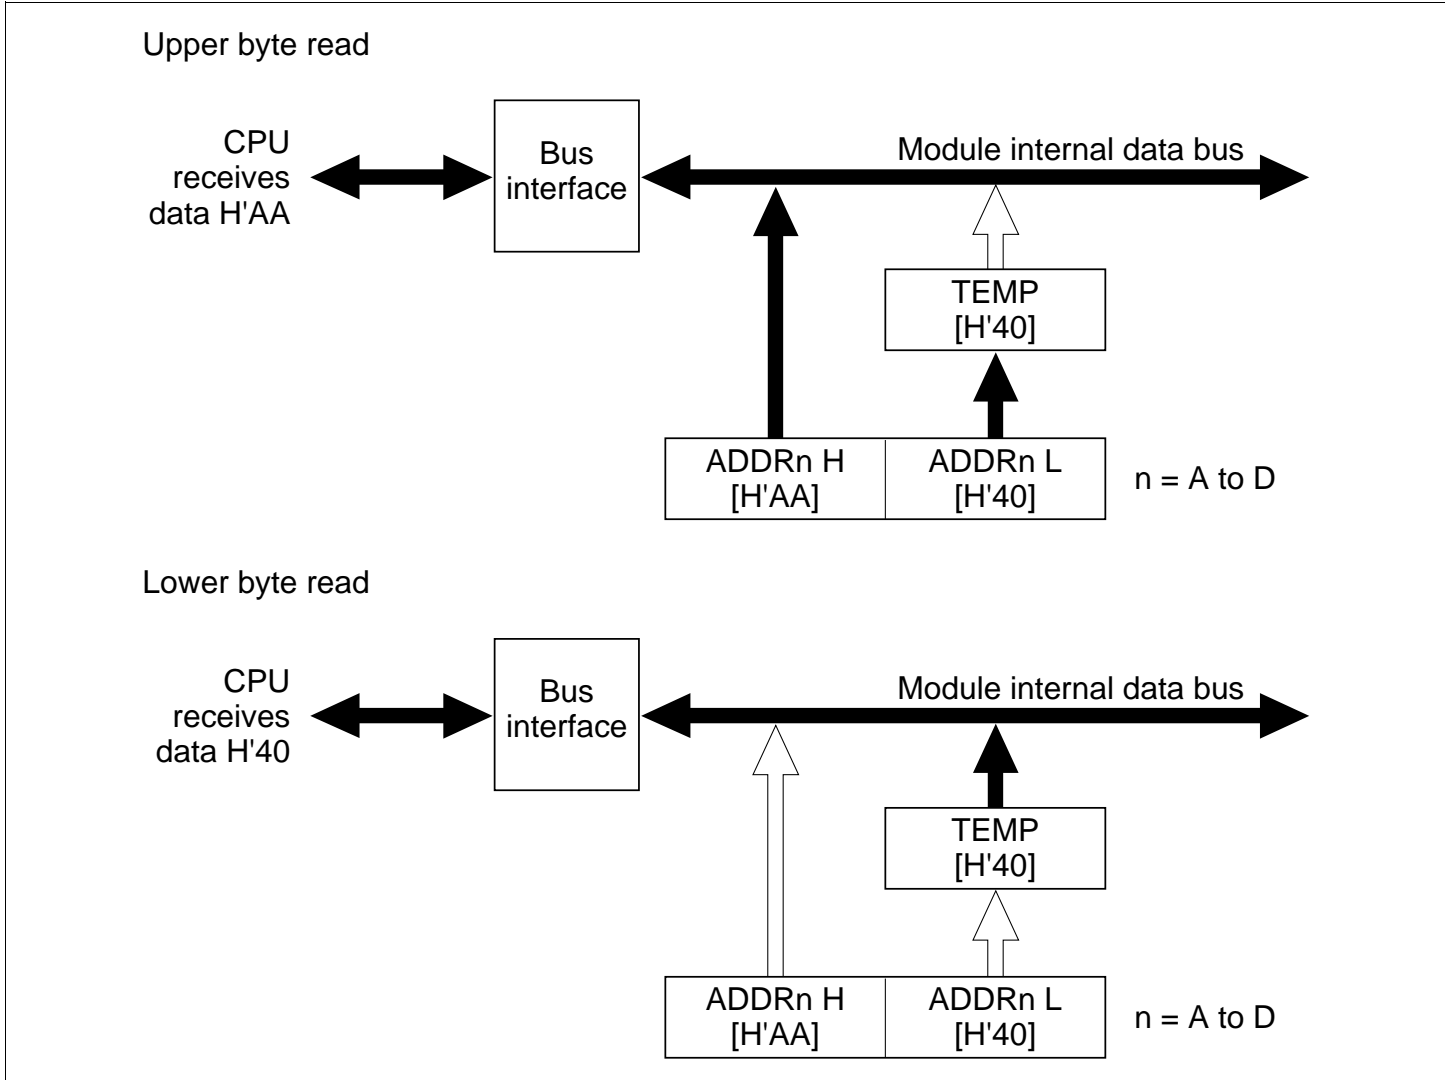 Upper byte read
CPU
receives
data H'AA
Bus
interface
Module internal data bus
TEMP
[H'40]
ADDRn H
[H'AA]
ADDRn L
[H'40]
n = A to D
Lower byte read
CPU
receives
data H'40
Bus
interface
Module internal data bus
TEMP
[H'40]
ADDRn H
[H'AA]
ADDRn L
[H'40]
n = A to D